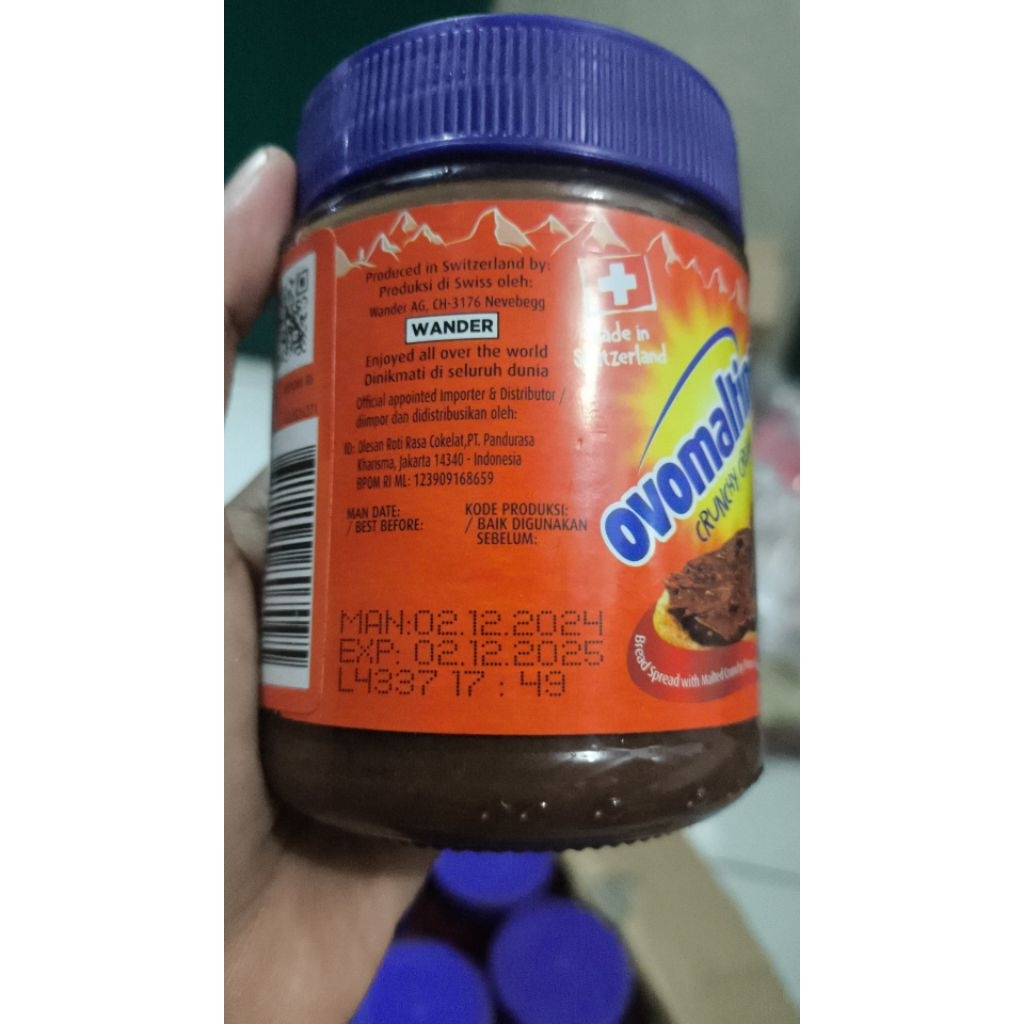 Produced in Switzerland by:
Produksi di Swiss oleh:
Wander AG, CH-3176 Nevebegg
WANDER
Enjoyed all over the world
Dinikmati di seluruh dunia
Official appointed Importer & Distributor /
diimpor dan didistribusikan oleh:
ID: Olesan Roti Rasa Cokelat,PT. Pandurasa
Kharisma, Jakarta 14340 - Indonesia
BPOM RI ML: 123909168659
MAN DATE:
/ BEST BEFORE:
KODE PRODUKSI:
/ BAIK DIGUNAKAN
SEBELUM:
MAN:02.12.2024
EXP: 02.12.2025
L4337 17 : 49
Made in
Switzerland
ovomalti
CRUNCHY
Bread Spread with Malted